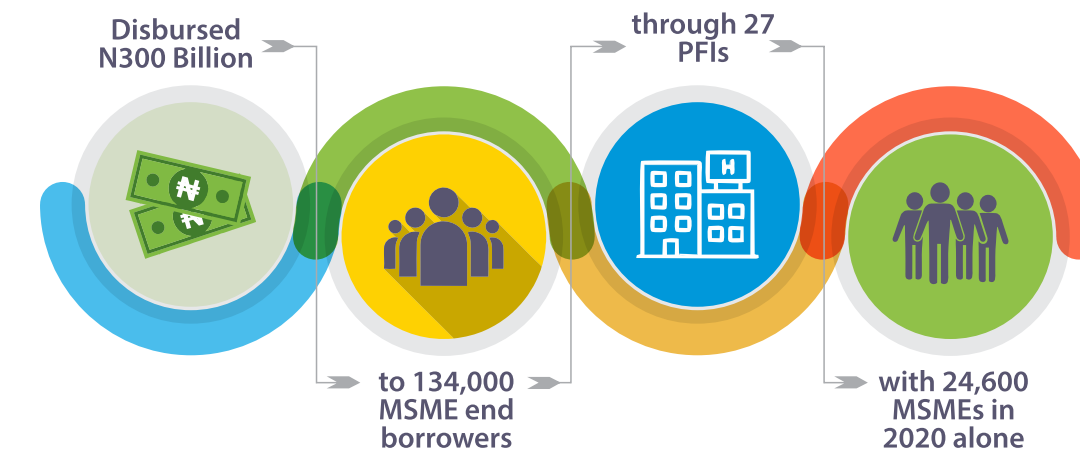 Disbursed
N300 Billion
₦
₦
to 134,000
MSME end
borrowers
through 27
PFIs
H
with 24,600
MSMEs in
2020 alone